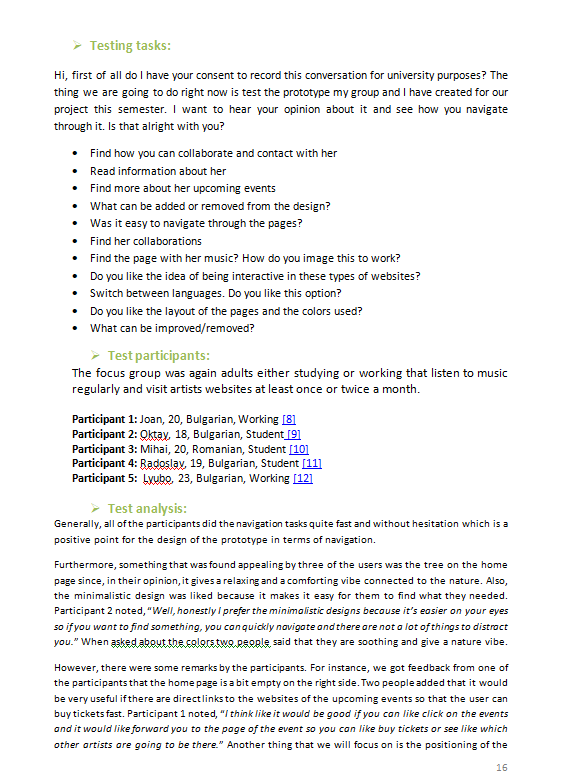 ➢ Testing tasks:
Hi, first of all do I have your consent to record this conversation for university purposes? The
thing we are going to do right now is test the prototype my group and I have created for our
project this semester. I want to hear your opinion about it and see how you navigate
through it. Is that alright with you?
• Find how you can collaborate and contact with her
• Read information about her
• Find more about her upcoming events
• What can be added or removed from the design?
• Was it easy to navigate through the pages?
• Find her collaborations
• Find the page with her music? How do you image this to work?
• Do you like the idea of being interactive in these types of websites?
• Switch between languages. Do you like this option?
• Do you like the layout of the pages and the colors used?
• What can be improved/removed?
➢ Test participants:
The focus group was again adults either studying or working that listen to music
regularly and visit artists websites at least once or twice a month.
Participant 1: Joan, 20, Bulgarian, Working [8]
Participant 2: Oktay, 18, Bulgarian, Student [9]
Participant 3: Mihai, 20, Romanian, Student [10]
Participant 4: Radoslav, 19, Bulgarian, Student [11]
Participant 5: Lyubo, 23, Bulgarian, Working [12]
➢ Test analysis:
Generally, all of the participants did the navigation tasks quite fast and without hesitation which is a
positive point for the design of the prototype in terms of navigation.
Furthermore, something that was found appealing by three of the users was the tree on the home
page since, in their opinion, it gives a relaxing and a comforting vibe connected to the nature. Also,
the minimalistic design was liked because it makes it easy for them to find what they needed.
Participant 2 noted, “Well, honestly I prefer the minimalistic designs because it’s easier on your eyes
so if you want to find something, you can quickly navigate and there are not a lot of things to distract
you.” When asked about the colors two people said that they are soothing and give a nature vibe.
However, there were some remarks by the participants. For instance, we got feedback from one of
the participants that the home page is a bit empty on the right side. Two people added that it would
be very useful if there are direct links to the websites of the upcoming events so that the user can
buy tickets fast. Participant 1 noted, “I think like it would be good if you can like click on the events
and it would like forward you to the page of the event so you can like buy tickets or see like which
other artists are going to be there.” Another thing that we will focus on is the positioning of the
16